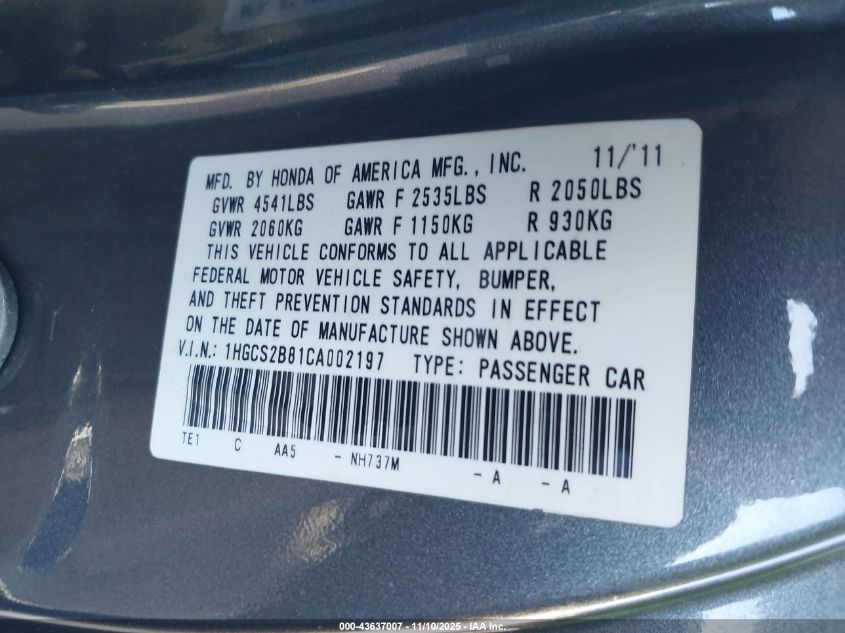 MFD. BY HONDA OF AMERICA MFG., INC. 11/'11
GVWR 4541LBS GAWR F 2535LBS R 2050LBS
GVWR 2060KG GAWR F 1150KG R 930KG
THIS VEHICLE CONFORMS TO ALL APPLICABLE
FEDERAL MOTOR VEHICLE SAFETY, BUMPER,
AND THEFT PREVENTION STANDARDS IN EFFECT
ON THE DATE OF MANUFACTURE SHOWN ABOVE.
V.I.N.: 1HGCS2B81CA002197 TYPE: PASSENGER CAR
TE1 C AA5 - NH737M - A - A
000-43637007 - 11/10/2025 - IAA Inc.